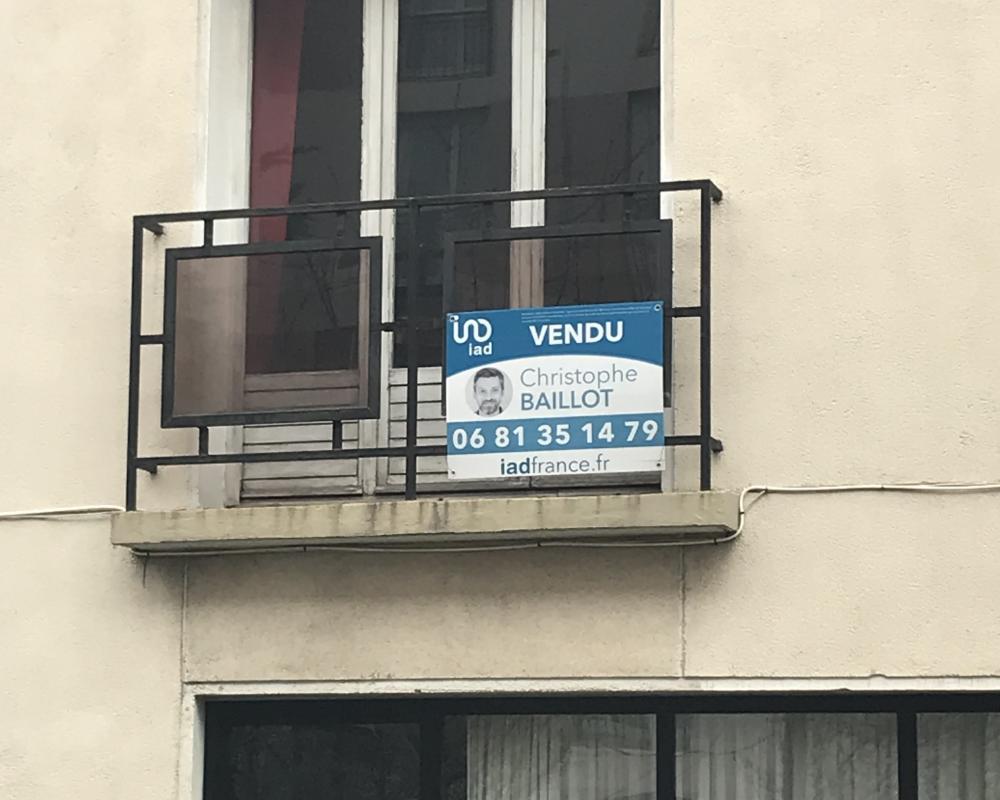 iad
VENDU
Christophe
BAILLOT
06 81 35 14 79
iadfrance.fr